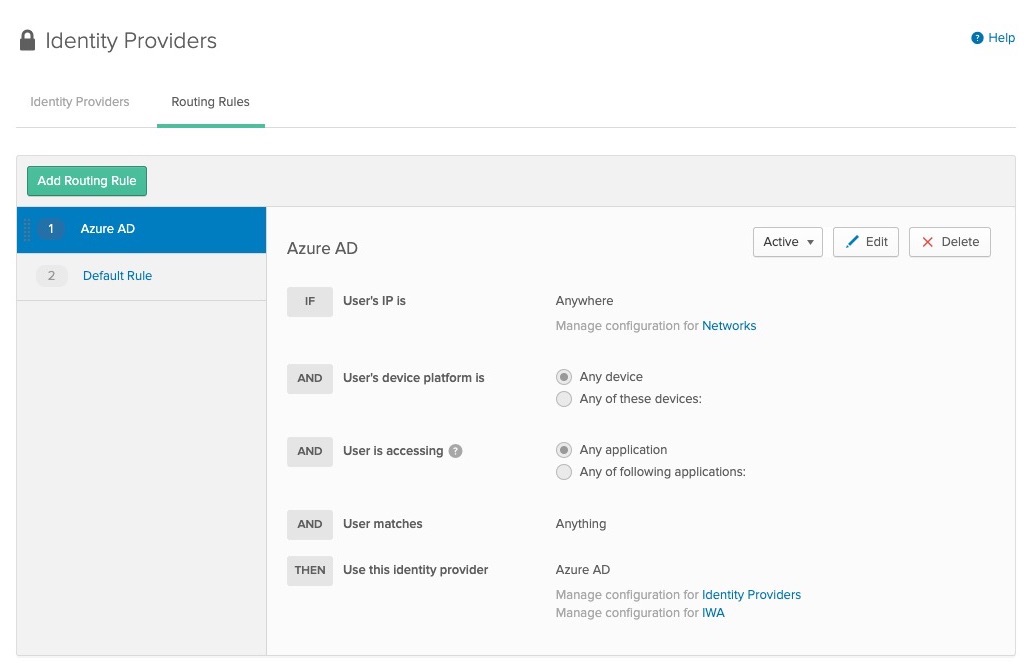 Identity Providers
Help
Identity Providers Routing Rules
Add Routing Rule
1 Azure AD
2 Default Rule
Azure AD
Active Edit Delete
IF User's IP is Anywhere
Manage configuration for Networks
AND User's device platform is Any device
Any of these devices:
AND User is accessing ? Any application
Any of following applications:
AND User matches Anything
THEN Use this identity provider Azure AD
Manage configuration for Identity Providers
Manage configuration for IWA